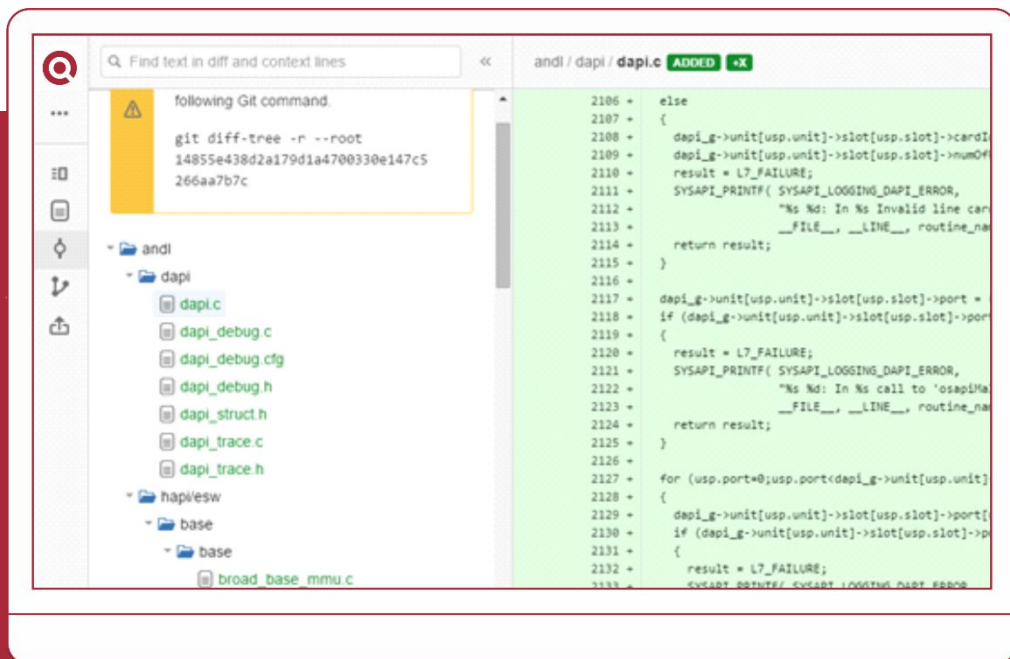 Find text in diff and context lines
«
following Git command.
git diff-tree -r --root
14855e438d2a179d1a4700330e147c5
266aa7b7c
andl
dapi
dapi.c
dapi_debug.c
dapi_debug.cfg
dapi_debug.h
dapi_struct.h
dapi_trace.c
dapi_trace.h
hapi/esw
base
base
broad_base_mmu.c
andl / dapi / dapi.c ADDED +X
2106 + else
2107 + {
2108 + dapi_g->unit[usp.unit]->slot[usp.slot]->cardI
2109 + dapi_g->unit[usp.unit]->slot[usp.slot]->numOf
2110 + result = L7_FAILURE;
2111 + SYSAPI_PRINTF( SYSAPI_LOGGING_DAPI_ERROR,
2112 + "%s %d: In %s Invalid line car
2113 + __FILE__, __LINE__, routine_na
2114 + return result;
2115 + }
2116 +
2117 + dapi_g->unit[usp.unit]->slot[usp.slot]->port =
2118 + if (dapi_g->unit[usp.unit]->slot[usp.slot]->por
2119 + {
2120 + result = L7_FAILURE;
2121 + SYSAPI_PRINTF( SYSAPI_LOGGING_DAPI_ERROR,
2122 + "%s %d: In %s call to 'osapiMa
2123 + __FILE__, __LINE__, routine_na
2124 + return result;
2125 + }
2126 +
2127 + for (usp.port=0;usp.port<dapi_g->unit[usp.unit]
2128 + {
2129 + dapi_g->unit[usp.unit]->slot[usp.slot]->port[
2130 + if (dapi_g->unit[usp.unit]->slot[usp.slot]->p
2131 + {
2132 + result = L7_FAILURE;
2133 + SYSAPI_PRINTF( SYSAPI_LOGGING_DAPI_ERROR